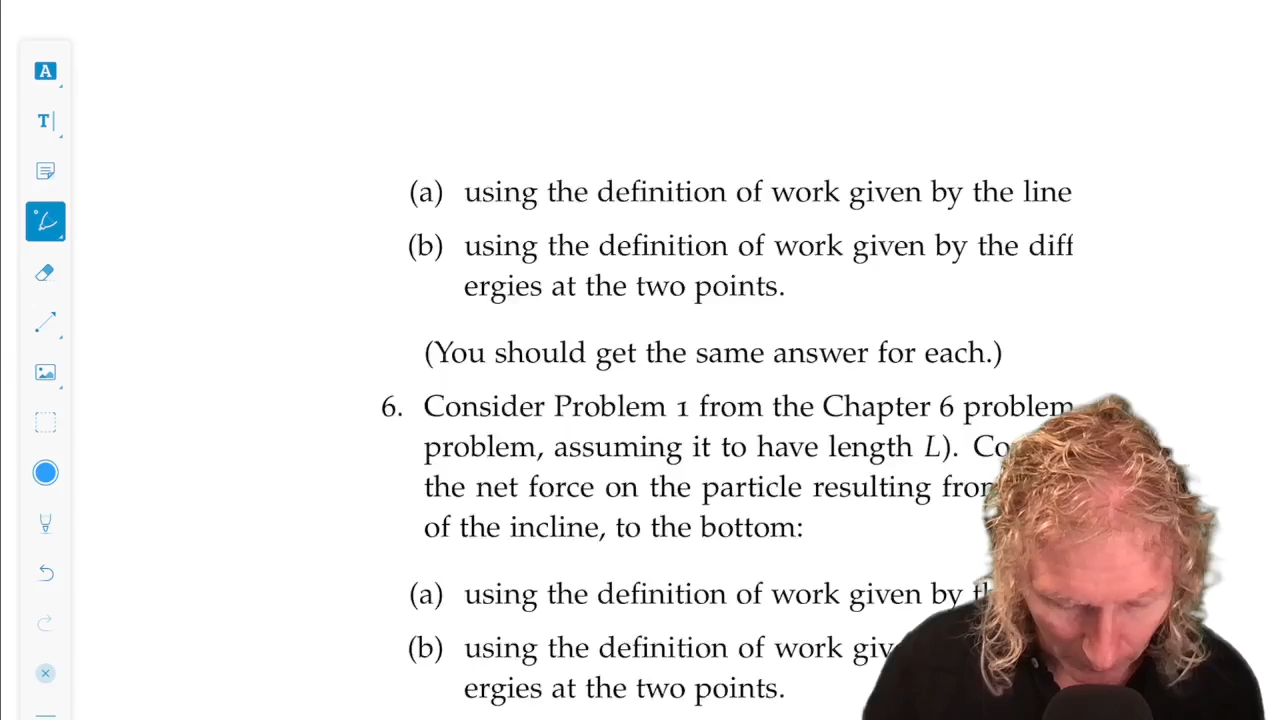 A
T
(a) using the definition of work given by the line
(b) using the definition of work given by the diff
ergies at the two points.
(You should get the same answer for each.)
6. Consider Problem 1 from the Chapter 6 problem
problem, assuming it to have length L). Co
the net force on the particle resulting from
of the incline, to the bottom:
(a) using the definition of work given by
(b) using the definition of work giv
ergies at the two points.